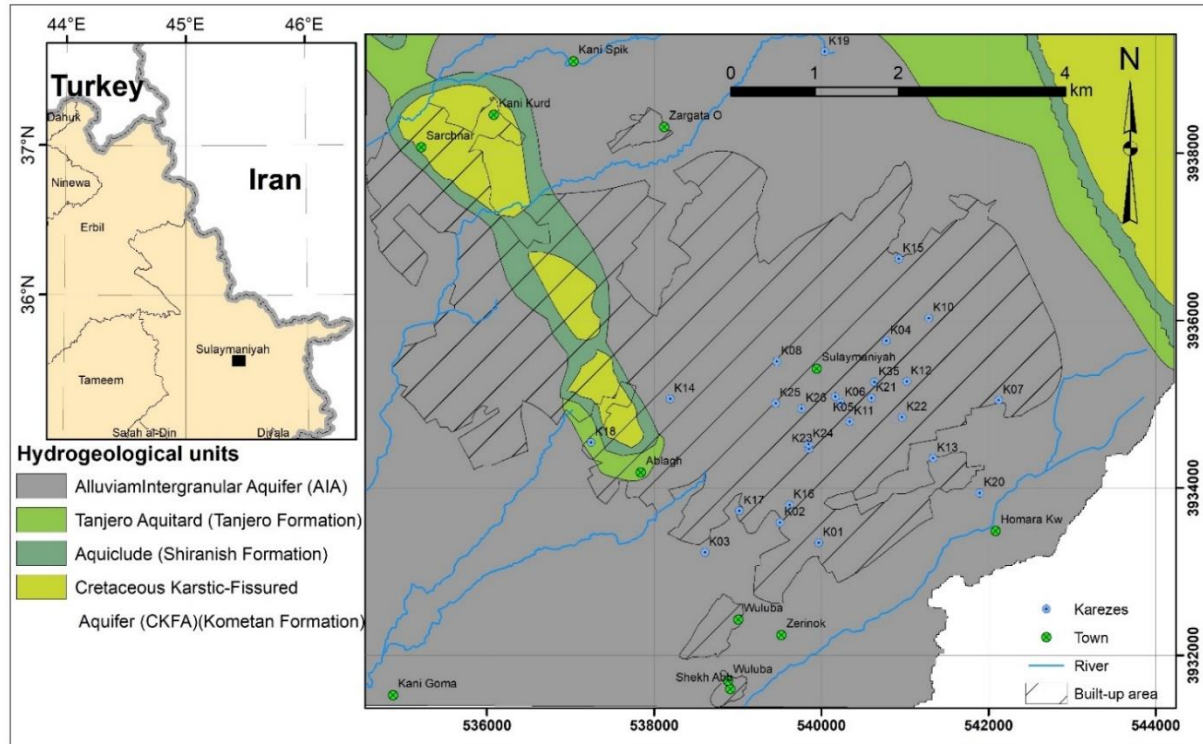 44°E
45°E
46°E
Turkey
Dahuk
37°N
Ninewa
Iran
Erbil
36°N
Sulaymaniyah
Tameem
Salah al-Din
Diyala
Hydrogeological units
AlluviamIntergranular Aquifer (AIA)
Tanjero Aquitard (Tanjero Formation)
Aquiclude (Shiranish Formation)
Cretaceous Karstic-Fissured
Aquifer (CKFA)(Kometan Formation)
K19
Kani Spik
N
0 1 2 4
km
Kani Kurd
Zargata O
Sarchnar
3938000
K15
K10
3936000
K04
K08
Sulaymaniyah
K35
K12
K14
K25
K26
K06
K21
K07
K05
K11
K22
K18
K24
K23
Ablagh
K13
3934000
K17
K16
K20
K02
Homara Kw
K03
K01
Wuluba
Zerinok
Karezes
Town
3932000
Wuluba
Shekh Abb
River
Kani Goma
Built-up area
536000
538000
540000
542000
544000